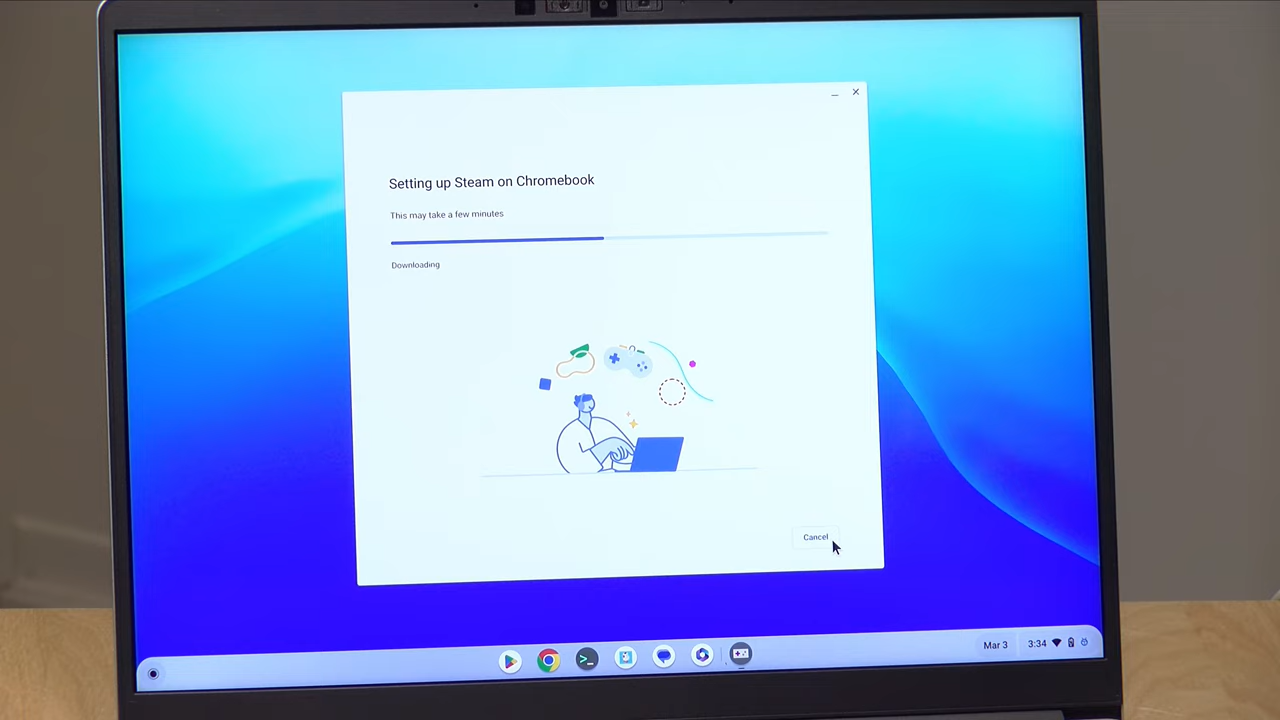 Setting up Steam on Chromebook
This may take a few minutes
Downloading
Cancel
Mar 3
3:34